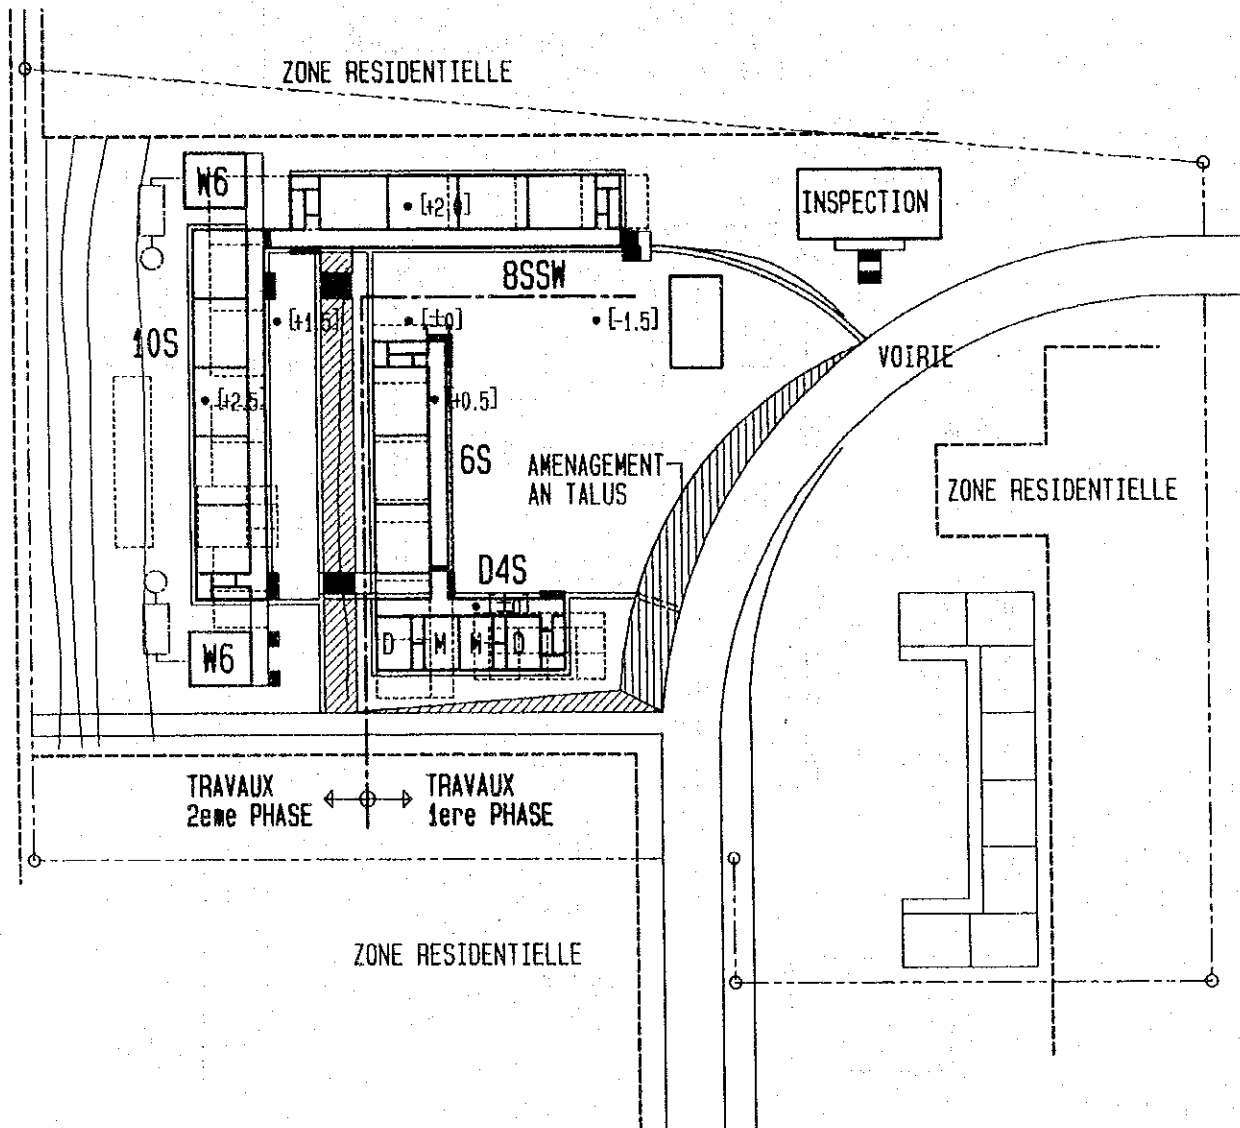 ZONE RESIDENTIELLE
W6
INSPECTION
8SSW
[+1.5]
[±0]
[-1.5]
10S
VOIRIE
[+2.5]
[+0.5]
6S
AMENAGEMENT
AN TALUS
ZONE RESIDENTIELLE
D4S
D
M
M
D
W6
TRAVAUX
2eme PHASE
TRAVAUX
1ere PHASE
ZONE RESIDENTIELLE